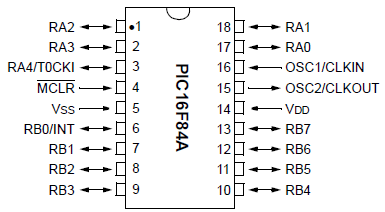 RA2 1 18 RA1
RA3 2 17 RA0
RA4/T0CKI 3 16 OSC1/CLKIN
MCLR 4 15 OSC2/CLKOUT
VSS 5 14 VDD
RB0/INT 6 13 RB7
RB1 7 12 RB6
RB2 8 11 RB5
RB3 9 10 RB4
PIC16F84A